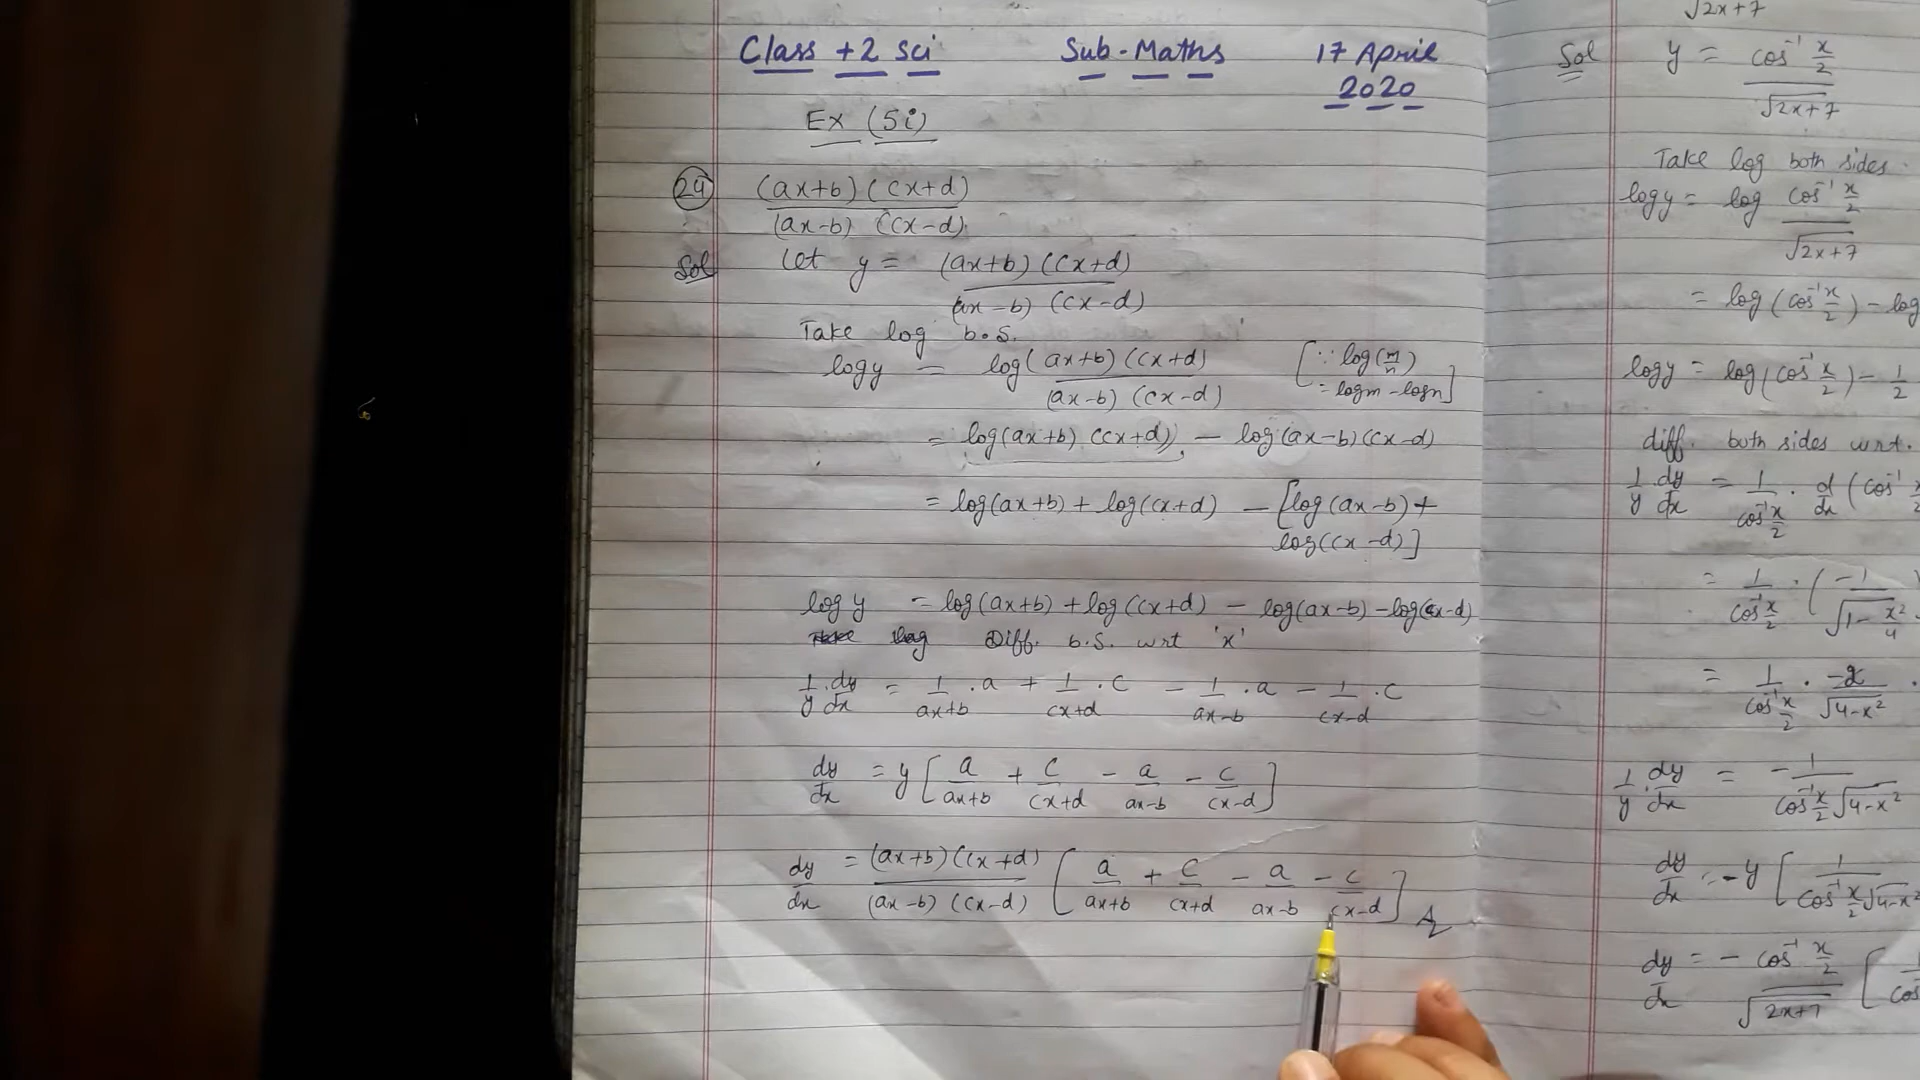 Class +2 Sci Sub-Maths 17 April
2020
Ex (5i)
24 (ax+b)(cx+d)
(ax-b) (cx-d)
Sol Let y = (ax+b)(cx+d)
(ax-b) (cx-d)
Take log b.s.
logy = log(ax+b)(cx+d) [∵ log(m/n)
(ax-b) (cx-d) = logm-logn]
= log(ax+b)(cx+d) - log(ax-b)(cx-d)
= log(ax+b) + log(cx+d) - [log(ax-b)+
log(cx-d)]
log y = log(ax+b) + log(cx+d) - log(ax-b) - log(cx-d)
Take log Diff. b.s. wrt 'x'
1/y . dy/dx = 1/ax+b . a + 1/cx+d . c - 1/ax-b . a - 1/cx-d . c
dy/dx = y [a/ax+b + c/cx+d - a/ax-b - c/cx-d]
dy/dx = (ax+b)(cx+d)/(ax-b)(cx-d) [a/ax+b + c/cx+d - a/ax-b - c/cx-d]
√2x+7
Sol y = cos⁻¹ x/2
√2x+7
Take log both sides.
logy = log cos⁻¹ x/2
√2x+7
= log(cos⁻¹ x/2) - log
logy = log(cos⁻¹ x/2) - 1/2
diff. both sides wrt.
1/y . dy/dx = 1/cos⁻¹ x/2 . d/dx (cos⁻¹
= 1/cos⁻¹ x/2 . (-1/√1-x²/4
= 1/cos⁻¹ x/2 . -2/√4-x² .
1/y . dy/dx = -1/cos⁻¹ x/2 √4-x²
dy/dx = -y [1/cos⁻¹ x/2 √4-x²
dy/dx = - cos⁻¹ x/2 / √2x+7 [